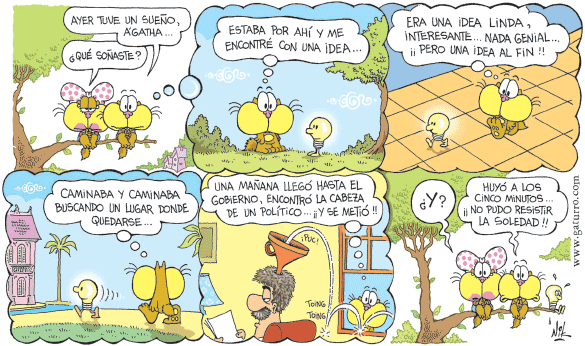 AYER TUVE UN SUEÑO,
AGATHA...
¿QUÉ SOÑASTE?
ESTABA POR AHÍ Y ME
ENCONTRÉ CON UNA IDEA...
ERA UNA IDEA LINDA,
INTERESANTE... NADA GENIAL...
¡¡ PERO UNA IDEA AL FIN !!
CAMINABA Y CAMINABA
BUSCANDO UN LUGAR DONDE
QUEDARSE...
UNA MAÑANA LLEGÓ HASTA EL
GOBIERNO, ENCONTRÓ LA CABEZA
DE UN POLÍTICO... ¡¡Y SE METIÓ !!
¡PUC!
TOING
TOING
¿Y?
HUYÓ A LOS
CINCO MINUTOS...
¡¡ NO PUDO RESISTIR
LA SOLEDAD !!
www.gaturro.com
NIK